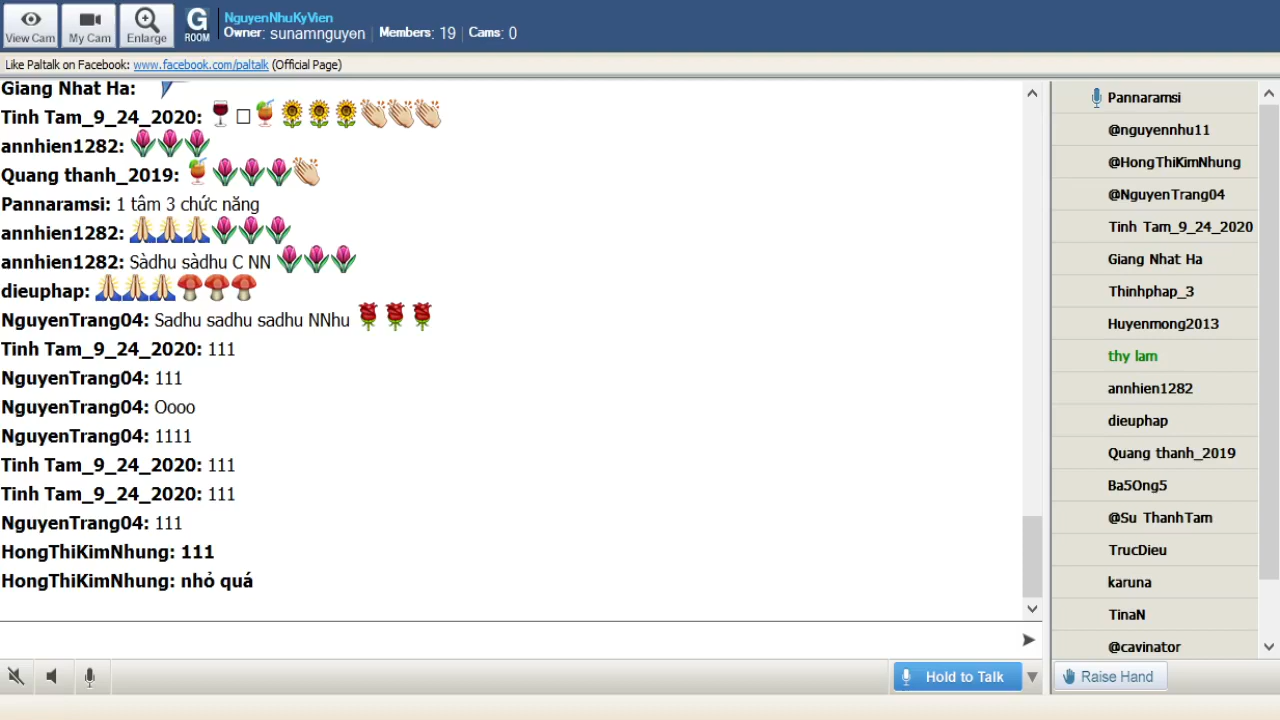 View Cam
My Cam
Enlarge
G
ROOM
NguyenNhuKyVien
Owner: sunamnguyen | Members: 19 | Cams: 0
Like Paltalk on Facebook: www.facebook.com/paltalk (Official Page)
Giang Nhat Ha:
Tinh Tam_9_24_2020: 🍷□🍹🌻🌻🌻👏👏👏
annhien1282: 🌷🌷🌷
Quang thanh_2019: 🍹🌷🌷🌷👏
Pannaramsi: 1 tâm 3 chức năng
annhien1282: 🙏🙏🙏🌷🌷🌷
annhien1282: Sàdhu sàdhu C NN 🌷🌷🌷
dieuphap: 🙏🙏🙏🍄🍄🍄
NguyenTrang04: Sadhu sadhu sadhu NNhu 🌹🌹🌹
Tinh Tam_9_24_2020: 111
NguyenTrang04: 111
NguyenTrang04: Oooo
NguyenTrang04: 1111
Tinh Tam_9_24_2020: 111
Tinh Tam_9_24_2020: 111
NguyenTrang04: 111
HongThiKimNhung: 111
HongThiKimNhung: nhỏ quá
Hold to Talk
Pannaramsi
@nguyennhu11
@HongThiKimNhung
@NguyenTrang04
Tinh Tam_9_24_2020
Giang Nhat Ha
Thinhphap_3
Huyenmong2013
thy lam
annhien1282
dieuphap
Quang thanh_2019
Ba5Ong5
@Su ThanhTam
TrucDieu
karuna
TinaN
@cavinator
Raise Hand